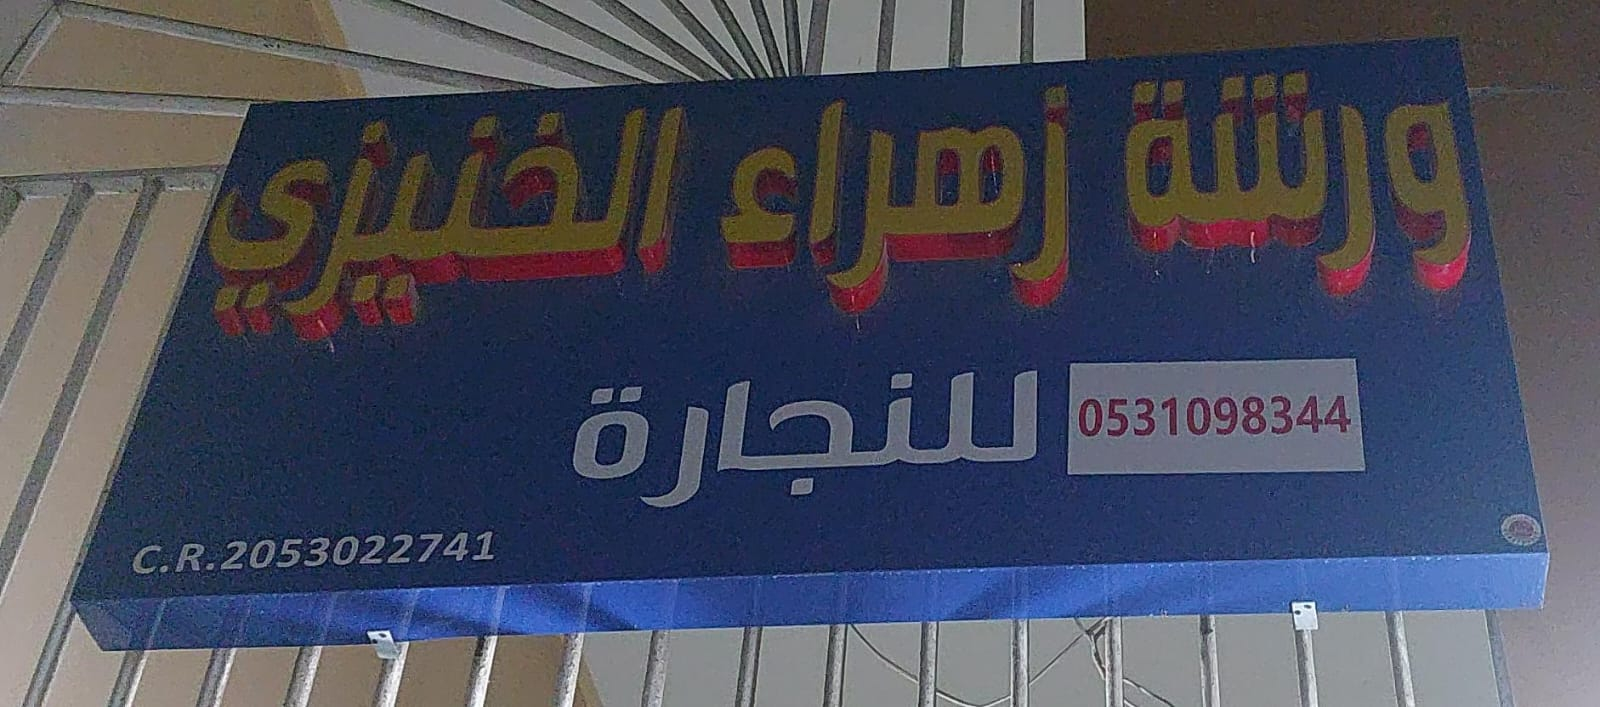 ورشة زهراء الخنيزي
0531098344 للنجارة
C.R.2053022741